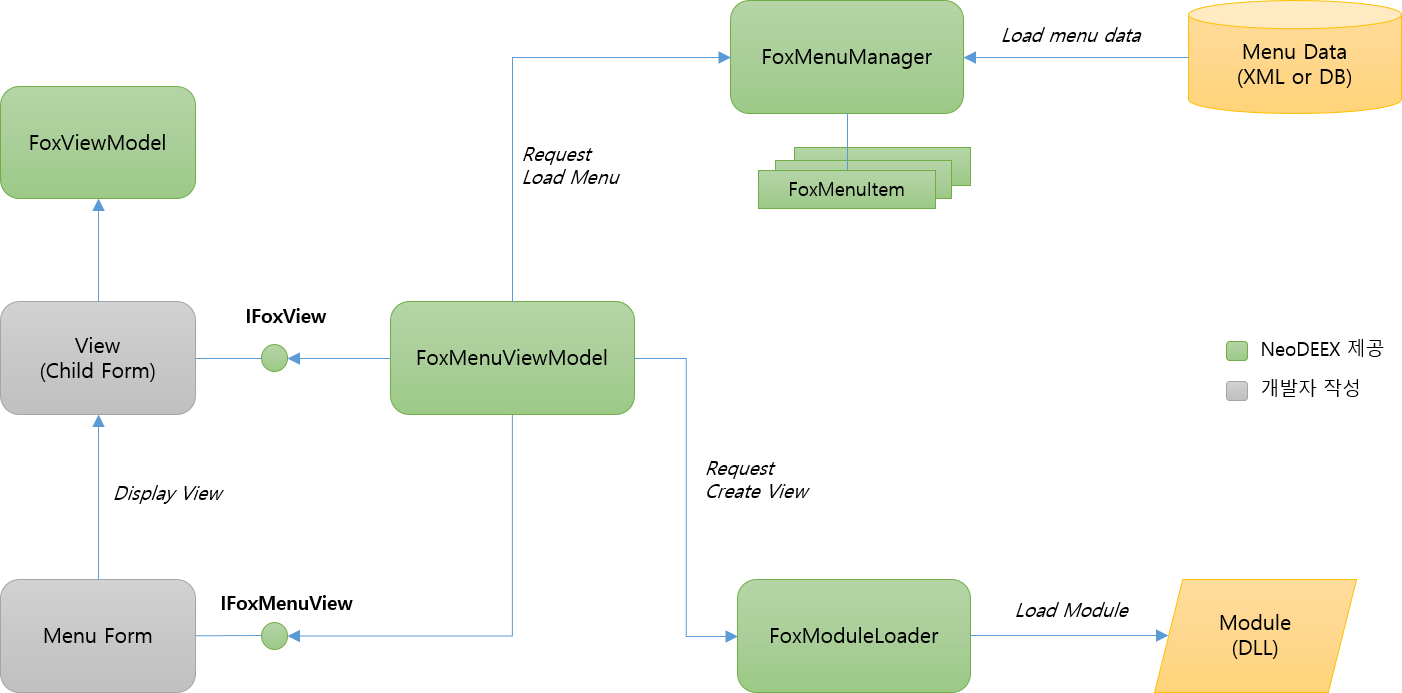 FoxMenuManager
Load menu data
Menu Data
(XML or DB)
FoxViewModel
Request
Load Menu
FoxMenuItem
IFoxView
View
(Child Form)
FoxMenuViewModel
NeoDEEX 제공
개발자 작성
Display View
Request
Create View
IFoxMenuView
Menu Form
FoxModuleLoader
Load Module
Module
(DLL)